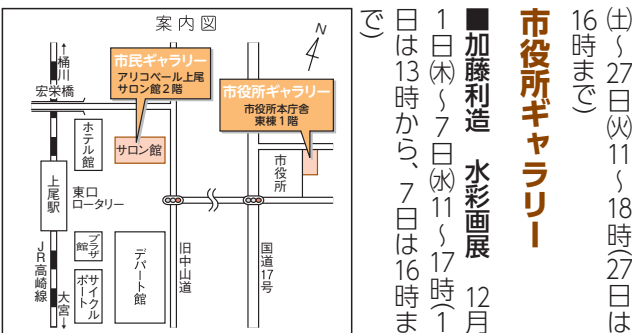 ㈯～27日㈫11～18時(27日は
16時まで)
市役所ギャラリー
■加藤利造　水彩画展　12月
1日㈭～7日㈬11～17時(1
日は13時から、7日は16時ま
で)
案内図
N
市民ギャラリー
アリコベール上尾
サロン館2階
市役所ギャラリー
市役所本庁舎
東棟1階
←桶川
宏栄橋
ホテル館
サロン館
市役所
上尾駅
東口
ロータリー
プラザ館
サイクルポート
デパート館
旧中山道
国道17号
JR高崎線
大宮→